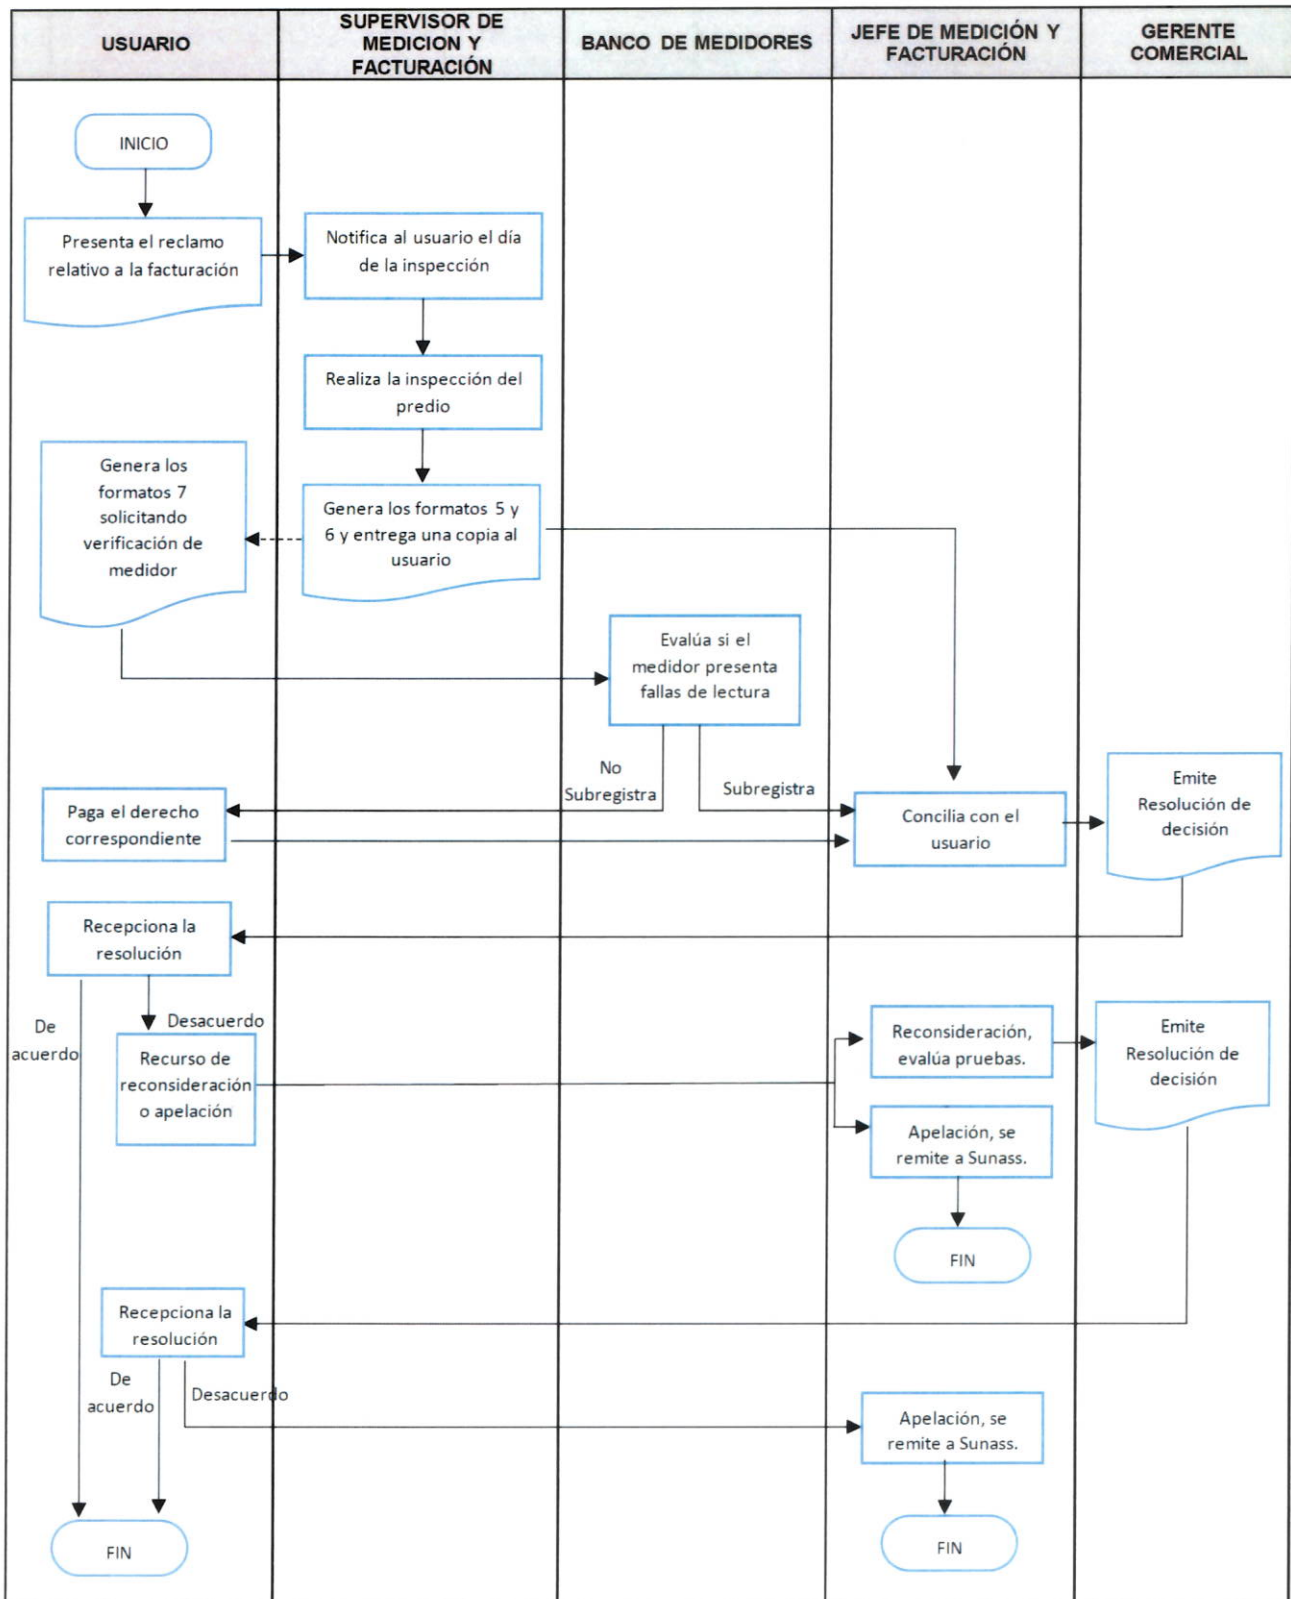 USUARIO
SUPERVISOR DE
MEDICION Y
FACTURACIÓN
BANCO DE MEDIDORES
JEFE DE MEDICIÓN Y
FACTURACIÓN
GERENTE
COMERCIAL
INICIO
Presenta el reclamo
relativo a la facturación
Notifica al usuario el día
de la inspección
Realiza la inspección del
predio
Genera los
formatos 7
solicitando
verificación de
medidor
Genera los formatos 5 y
6 y entrega una copia al
usuario
Evalúa si el
medidor presenta
fallas de lectura
No
Subregistra
Subregistra
Paga el derecho
correspondiente
Concilia con el
usuario
Emite
Resolución de
decisión
Recepciona la
resolución
De
acuerdo
Desacuerdo
Recurso de
reconsideración
o apelación
Reconsideración,
evalúa pruebas.
Emite
Resolución de
decisión
Apelación, se
remite a Sunass.
FIN
Recepciona la
resolución
De
acuerdo
Desacuerdo
Apelación, se
remite a Sunass.
FIN
FIN